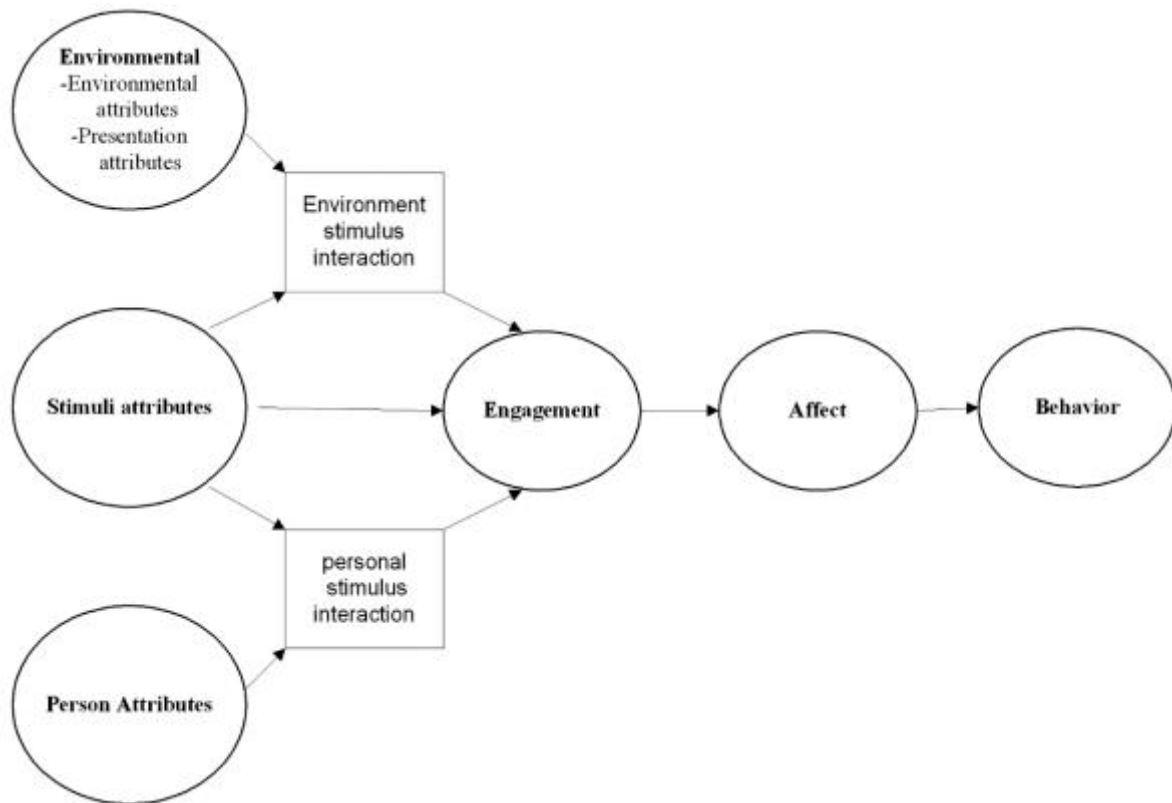 Environmental
-Environmental
attributes
-Presentation
attributes
Environment
stimulus
interaction
Stimuli attributes
Engagement
Affect
Behavior
personal
stimulus
interaction
Person Attributes